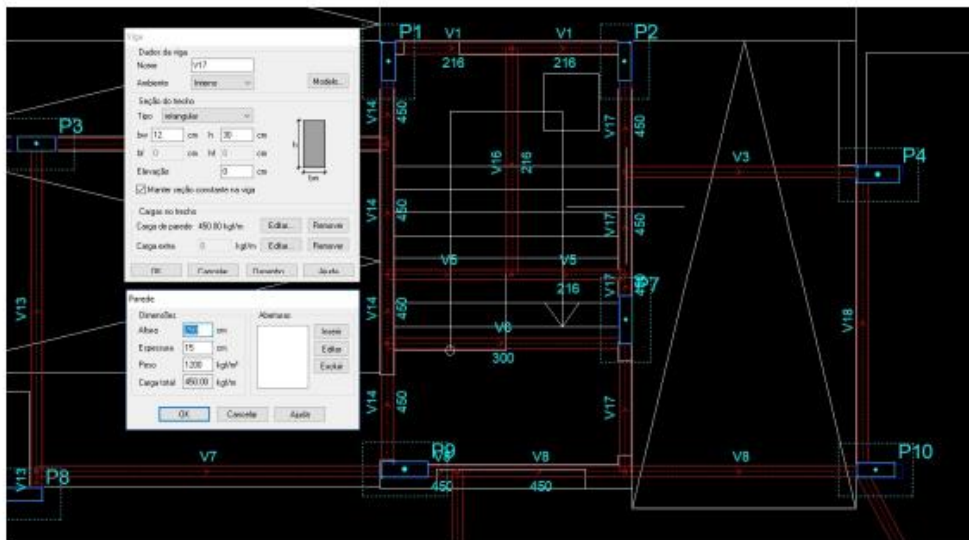 Viga
Dados da viga
Nome V17
Ambiente Interno Modelo...
Seção do trecho
Tipo retangular
bw 12 cm h 30 cm
bf 0 cm hf 0 cm
Elevação 0 cm
h
bw
Manter seção constante na viga
Cargas no trecho
Carga de parede 450.00 kgf/m Editar... Remover
Carga extra 0 kgf/m Editar... Remover
OK Cancelar Desenho... Ajuda
Parede
Dimensões Aberturas
Altura cm Inserir
Espessura 15 cm Editar
Peso 1200 kgf/m³ Excluir
Carga total 450.00 kgf/m
OK Cancelar Ajuda
P1 V1 V1 P2
216 216
V14 450 V16 216 V17 450
P3 V3 P4
V14 450 V17 450
V5 V5 V17
216 P7
V13 V14 450 V6 V18
300
V14 450 V17
V7 P9 V8 V8 P10
V13 P8 450 450